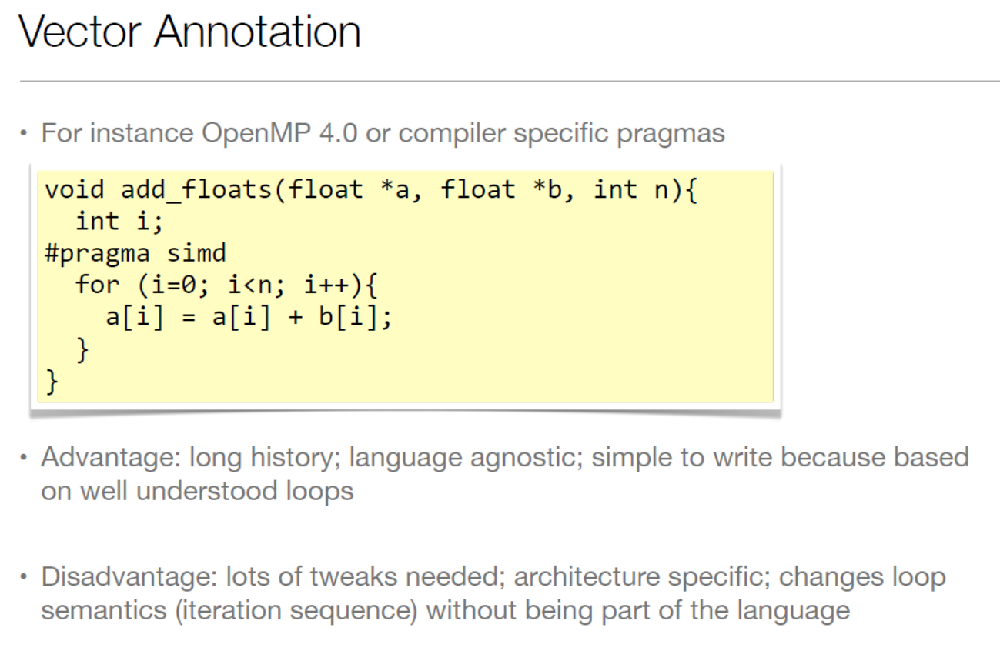 Vector Annotation
• For instance OpenMP 4.0 or compiler specific pragmas
void add_floats(float *a, float *b, int n){
  int i;
#pragma simd
  for (i=0; i<n; i++){
    a[i] = a[i] + b[i];
  }
}
• Advantage: long history; language agnostic; simple to write because based
on well understood loops
• Disadvantage: lots of tweaks needed; architecture specific; changes loop
semantics (iteration sequence) without being part of the language